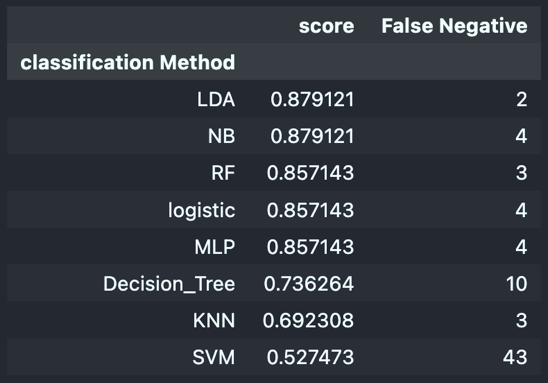 score False Negative
classification Method
LDA 0.879121 2
NB 0.879121 4
RF 0.857143 3
logistic 0.857143 4
MLP 0.857143 4
Decision_Tree 0.736264 10
KNN 0.692308 3
SVM 0.527473 43